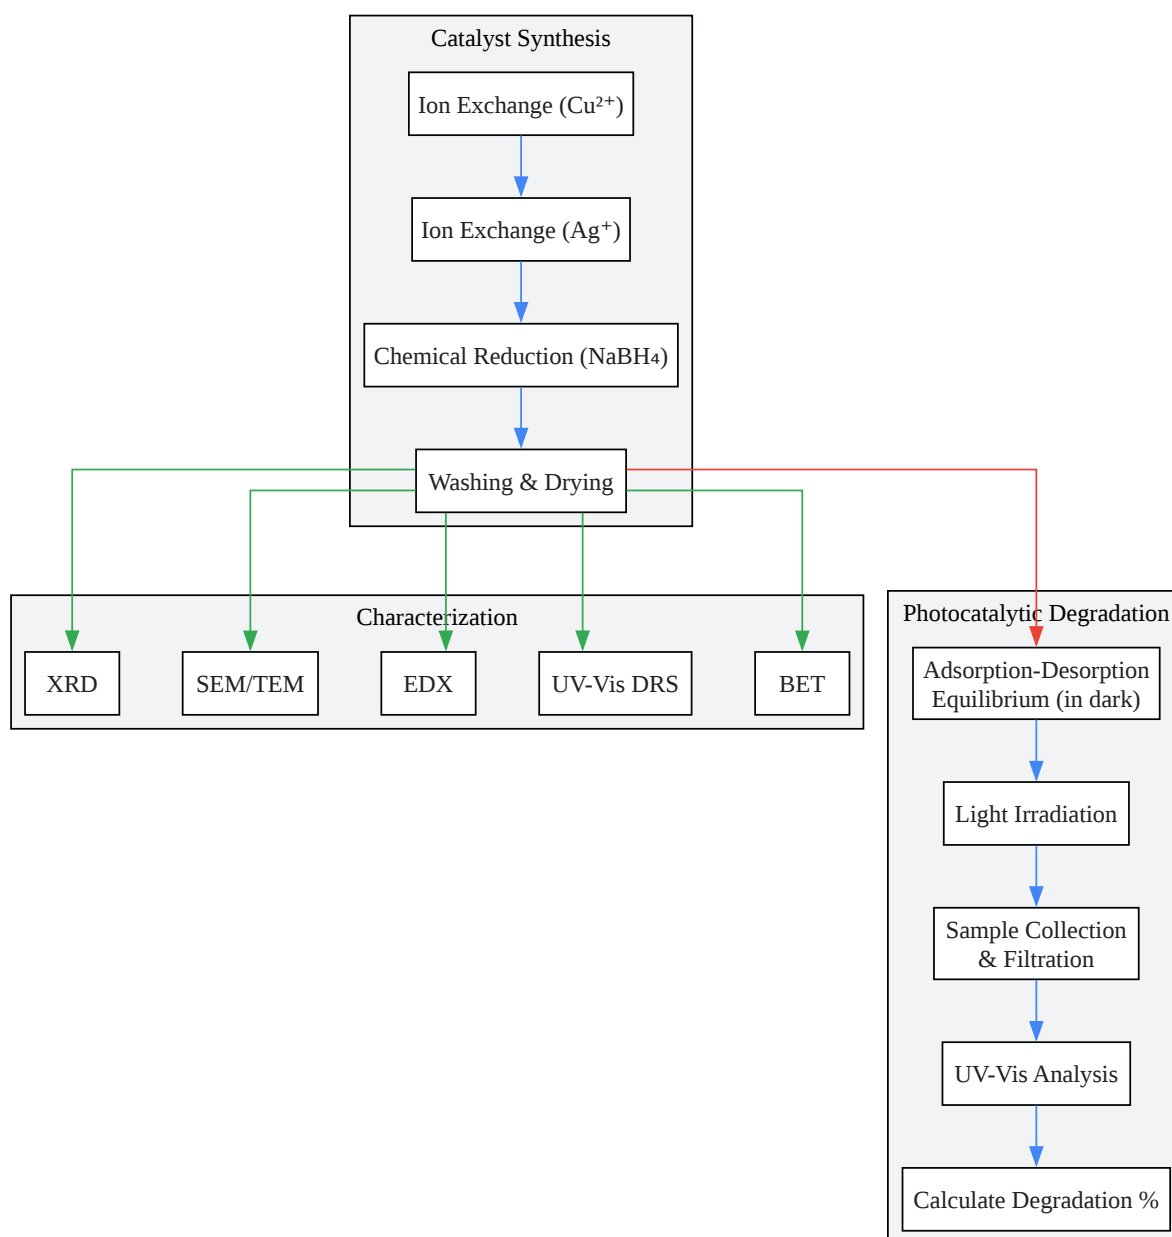 Catalyst Synthesis
Ion Exchange (Cu²⁺)
Ion Exchange (Ag⁺)
Chemical Reduction (NaBH₄)
Washing & Drying
Characterization
XRD
SEM/TEM
EDX
UV-Vis DRS
BET
Photocatalytic Degradation
Adsorption-Desorption
Equilibrium (in dark)
Light Irradiation
Sample Collection
& Filtration
UV-Vis Analysis
Calculate Degradation %